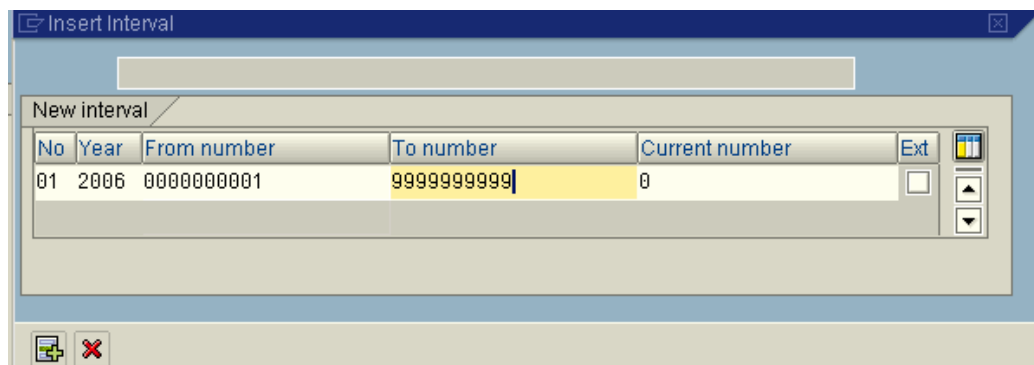 Insert Interval
New interval
No Year From number To number Current number Ext
01 2006 0000000001 9999999999 0